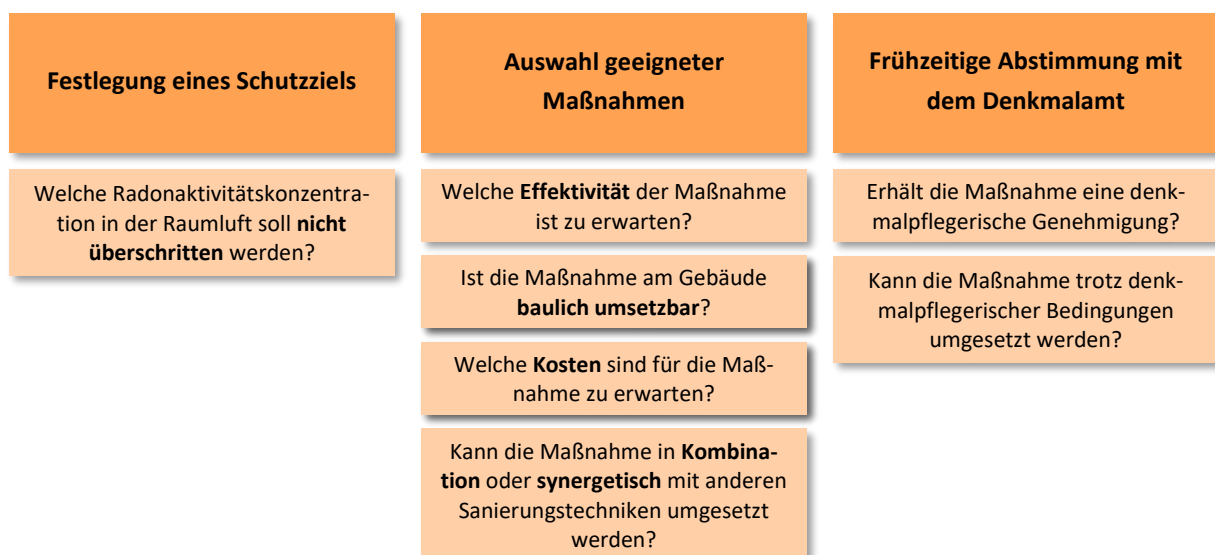 Festlegung eines Schutzziels
Welche Radonaktivitätskonzentra-
tion in der Raumluft soll nicht
überschritten werden?
Auswahl geeigneter
Maßnahmen
Welche Effektivität der Maßnahme
ist zu erwarten?
Ist die Maßnahme am Gebäude
baulich umsetzbar?
Welche Kosten sind für die Maß-
nahme zu erwarten?
Kann die Maßnahme in Kombina-
tion oder synergetisch mit anderen
Sanierungstechniken umgesetzt
werden?
Frühzeitige Abstimmung mit
dem Denkmalamt
Erhält die Maßnahme eine denk-
malpflegerische Genehmigung?
Kann die Maßnahme trotz denk-
malpflegerischer Bedingungen
umgesetzt werden?